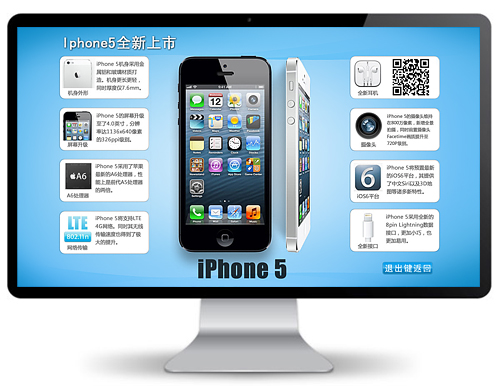 Iphone5全新上市
iPhone 5机身采用金
属铝和玻璃材质打
造。机身更长更轻，
同时厚度仅7.6mm。
机身外形
iPhone 5的屏幕升级
至了4.0英寸，分辨
率达1136x640像素
的326ppi级别。
屏幕升级
iPhone 5采用了苹果
最新的A6处理器，性
能上是前代A5处理器
的两倍。
A6
A6处理器
iPhone 5将支持LTE
4G网络。同时其无线
传输速度也得到了很
大的提升。
LTE
802.11n
网络传输
全新耳机
iPhone 5的摄像头维持
在800万像素，新增全景
拍摄，同时前置摄像头
Facetime画质提升至
720P级别。
摄像头
iPhone 5将预置最新
的iOS6平台，其提供
了中文Siri以及3D地
图等诸多新特性。
6
iOS6平台
iPhone 5采用全新的
8pin Lightning数据
接口，更加小巧，也
更加易用。
全新接口
iPhone 5
退出键返回